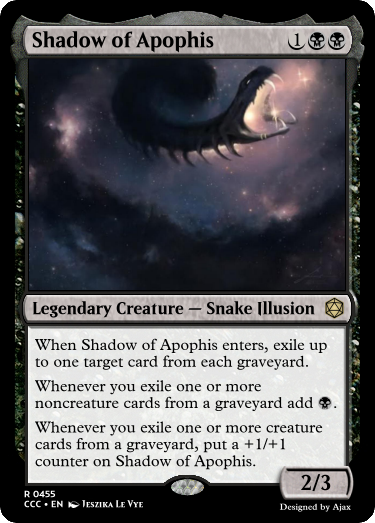 Shadow of Apophis 1
Legendary Creature — Snake Illusion
When Shadow of Apophis enters, exile up
to one target card from each graveyard.
Whenever you exile one or more
noncreature cards from a graveyard add .
Whenever you exile one or more creature
cards from a graveyard, put a +1/+1
counter on Shadow of Apophis.
2/3
R 0455
CCC • EN Jeszika Le Vye
Designed by Ajax